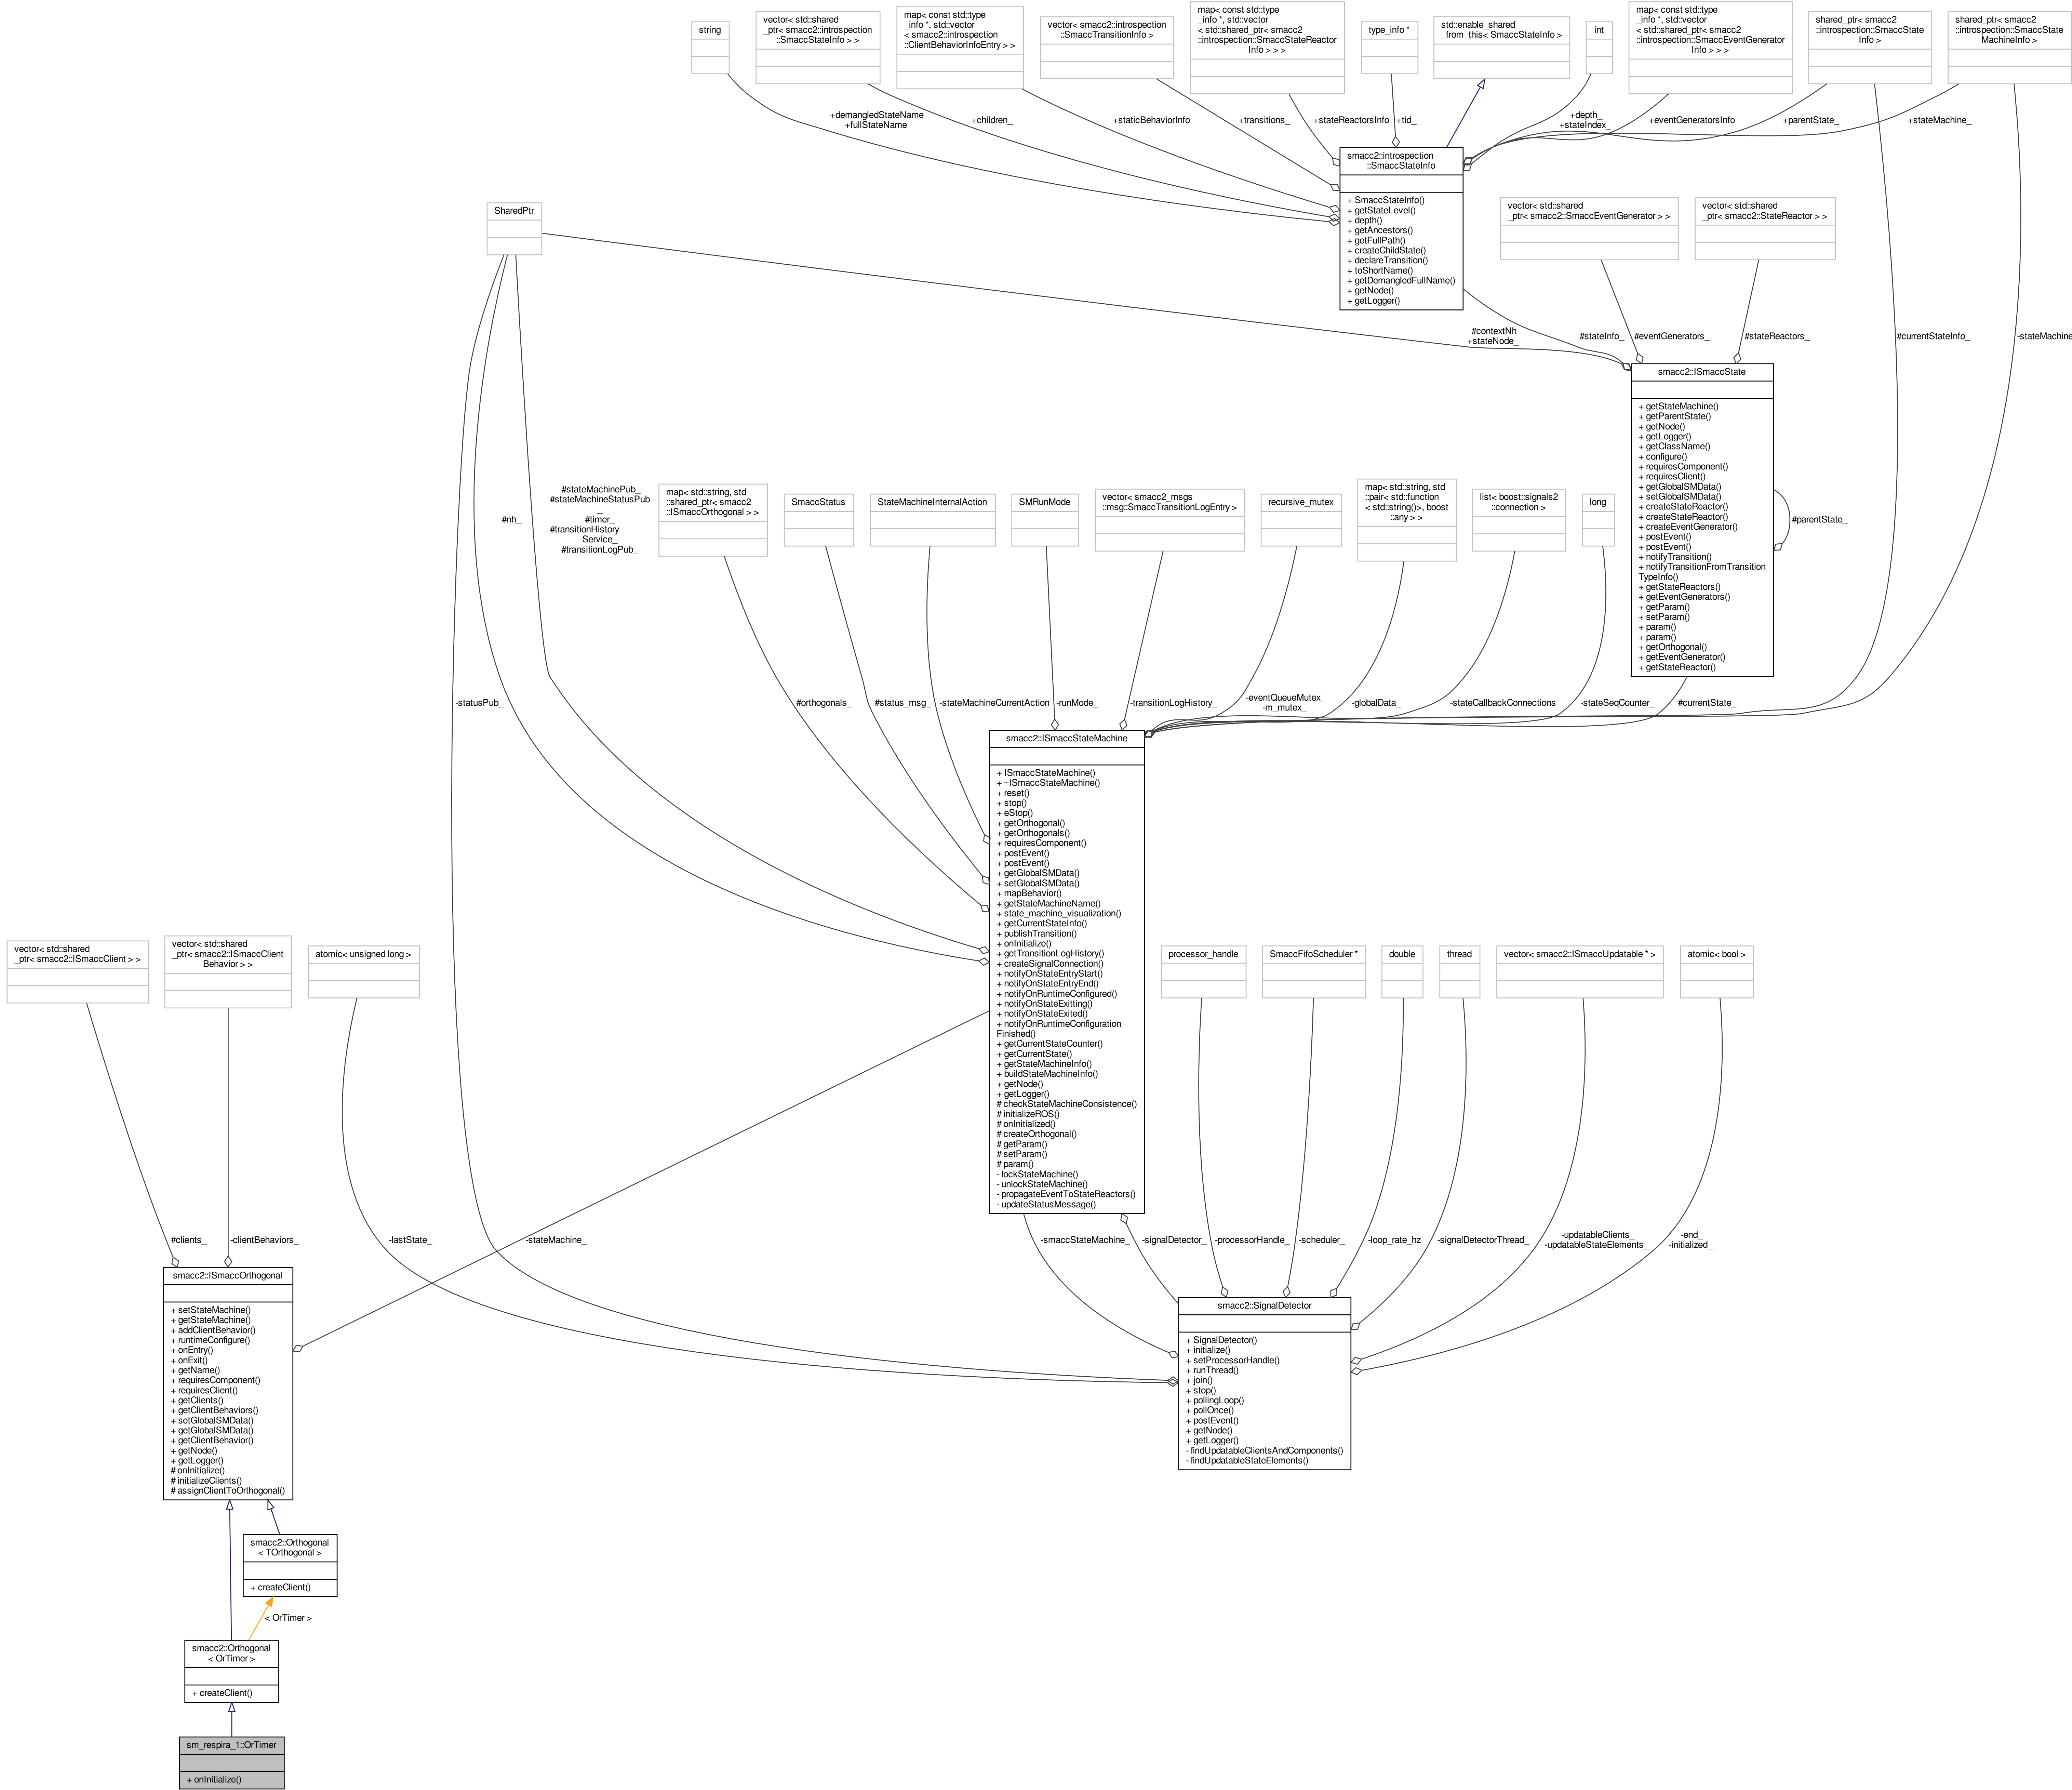 string
vector< std::shared
_ptr< smacc2::introspection
::SmaccStateInfo > >
map< const std::type
_info *, std::vector
< smacc2::introspection
::ClientBehaviorInfoEntry > >
vector< smacc2::introspection
::SmaccTransitionInfo >
map< const std::type
_info *, std::vector
< std::shared_ptr< smacc2
::introspection::SmaccStateReactor
Info > > >
type_info *
std::enable_shared
_from_this< SmaccStateInfo >
int
map< const std::type
_info *, std::vector
< std::shared_ptr< smacc2
::introspection::SmaccEventGenerator
Info > > >
shared_ptr< smacc2
::introspection::SmaccState
Info >
shared_ptr< smacc2
::introspection::SmaccState
MachineInfo >
+demangledStateName
+fullStateName
+children_
+staticBehaviorInfo
+transitions_
+stateReactorsInfo
+tid_
+depth_
+stateIndex_
+eventGeneratorsInfo
+parentState_
+stateMachine_
smacc2::introspection
::SmaccStateInfo
+ SmaccStateInfo()
+ getStateLevel()
+ depth()
+ getAncestors()
+ getFullPath()
+ createChildState()
+ declareTransition()
+ toShortName()
+ getDemangledFullName()
+ getNode()
+ getLogger()
SharedPtr
vector< std::shared
_ptr< smacc2::SmaccEventGenerator > >
vector< std::shared
_ptr< smacc2::StateReactor > >
#contextNh
+stateNode_
#stateInfo_
#eventGenerators_
#stateReactors_
#currentStateInfo_
-stateMachine
smacc2::ISmaccState
+ getStateMachine()
+ getParentState()
+ getNode()
+ getLogger()
+ getClassName()
+ configure()
+ requiresComponent()
+ requiresClient()
+ getGlobalSMData()
+ setGlobalSMData()
+ createStateReactor()
+ createStateReactor()
+ createEventGenerator()
+ postEvent()
+ postEvent()
+ notifyTransition()
+ notifyTransitionFromTransition
TypeInfo()
+ getStateReactors()
+ getEventGenerators()
+ getParam()
+ setParam()
+ param()
+ param()
+ getOrthogonal()
+ getEventGenerator()
+ getStateReactor()
#parentState_
#nh_
#stateMachinePub_
#stateMachineStatusPub
_
#timer_
#transitionHistory
Service_
#transitionLogPub_
map< std::string, std
::shared_ptr< smacc2
::ISmaccOrthogonal > >
SmaccStatus
StateMachineInternalAction
SMRunMode
vector< smacc2_msgs
::msg::SmaccTransitionLogEntry >
recursive_mutex
map< std::string, std
::pair< std::function
< std::string()>, boost
::any > >
list< boost::signals2
::connection >
long
-statusPub_
#orthogonals_
#status_msg_
-stateMachineCurrentAction
-runMode_
-transitionLogHistory_
-eventQueueMutex_
-m_mutex_
-globalData_
-stateCallbackConnections
-stateSeqCounter_
#currentState_
smacc2::ISmaccStateMachine
+ ISmaccStateMachine()
+ ~ISmaccStateMachine()
+ reset()
+ stop()
+ eStop()
+ getOrthogonal()
+ getOrthogonals()
+ requiresComponent()
+ postEvent()
+ postEvent()
+ getGlobalSMData()
+ setGlobalSMData()
+ mapBehavior()
+ getStateMachineName()
+ state_machine_visualization()
+ getCurrentStateInfo()
+ publishTransition()
+ onInitialize()
+ getTransitionLogHistory()
+ createSignalConnection()
+ notifyOnStateEntryStart()
+ notifyOnStateEntryEnd()
+ notifyOnRuntimeConfigured()
+ notifyOnStateExitting()
+ notifyOnStateExited()
+ notifyOnRuntimeConfiguration
Finished()
+ getCurrentStateCounter()
+ getCurrentState()
+ getStateMachineInfo()
+ buildStateMachineInfo()
+ getNode()
+ getLogger()
# checkStateMachineConsistence()
# initializeROS()
# onInitialized()
# createOrthogonal()
# getParam()
# setParam()
# param()
- lockStateMachine()
- unlockStateMachine()
- propagateEventToStateReactors()
- updateStatusMessage()
vector< std::shared
_ptr< smacc2::ISmaccClient > >
vector< std::shared
_ptr< smacc2::ISmaccClient
Behavior > >
atomic< unsigned long >
processor_handle
SmaccFifoScheduler *
double
thread
vector< smacc2::ISmaccUpdatable * >
atomic< bool >
#clients_
-clientBehaviors_
-lastState_
-stateMachine_
-smaccStateMachine_
-signalDetector_
-processorHandle_
-scheduler_
-loop_rate_hz
-signalDetectorThread_
-updatableClients_
-updatableStateElements_
-end_
-initialized_
smacc2::ISmaccOrthogonal
+ setStateMachine()
+ getStateMachine()
+ addClientBehavior()
+ runtimeConfigure()
+ onEntry()
+ onExit()
+ getName()
+ requiresComponent()
+ requiresClient()
+ getClients()
+ getClientBehaviors()
+ setGlobalSMData()
+ getGlobalSMData()
+ getClientBehavior()
+ getNode()
+ getLogger()
# onInitialize()
# initializeClients()
# assignClientToOrthogonal()
smacc2::SignalDetector
+ SignalDetector()
+ initialize()
+ setProcessorHandle()
+ runThread()
+ join()
+ stop()
+ pollingLoop()
+ pollOnce()
+ postEvent()
+ getNode()
+ getLogger()
- findUpdatableClientsAndComponents()
- findUpdatableStateElements()
smacc2::Orthogonal
< TOrthogonal >
+ createClient()
< OrTimer >
smacc2::Orthogonal
< OrTimer >
+ createClient()
sm_respira_1::OrTimer
+ onInitialize()